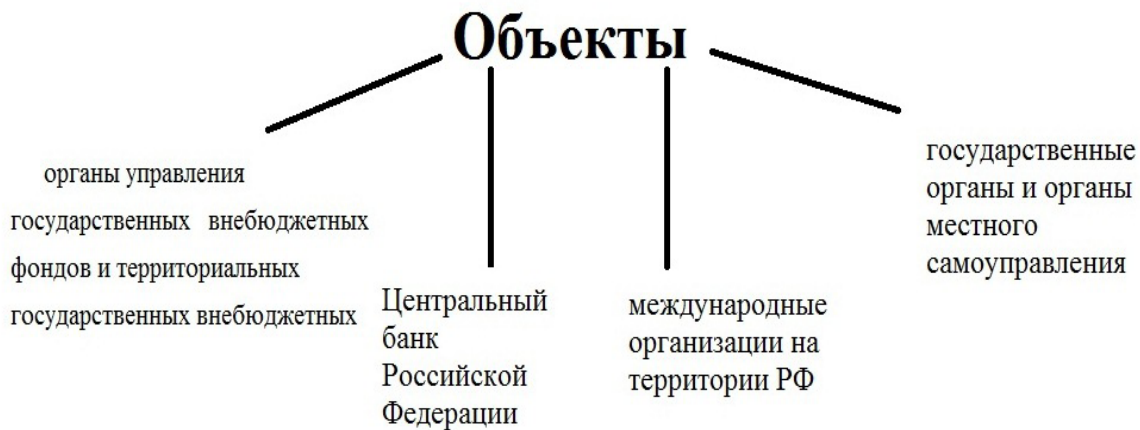 Объекты
органы управления
государственных внебюджетных
фондов и территориальных
государственных внебюджетных
Центральный
банк
Российской
Федерации
международные
организации на
территории РФ
государственные
органы и органы
местного
самоуправления